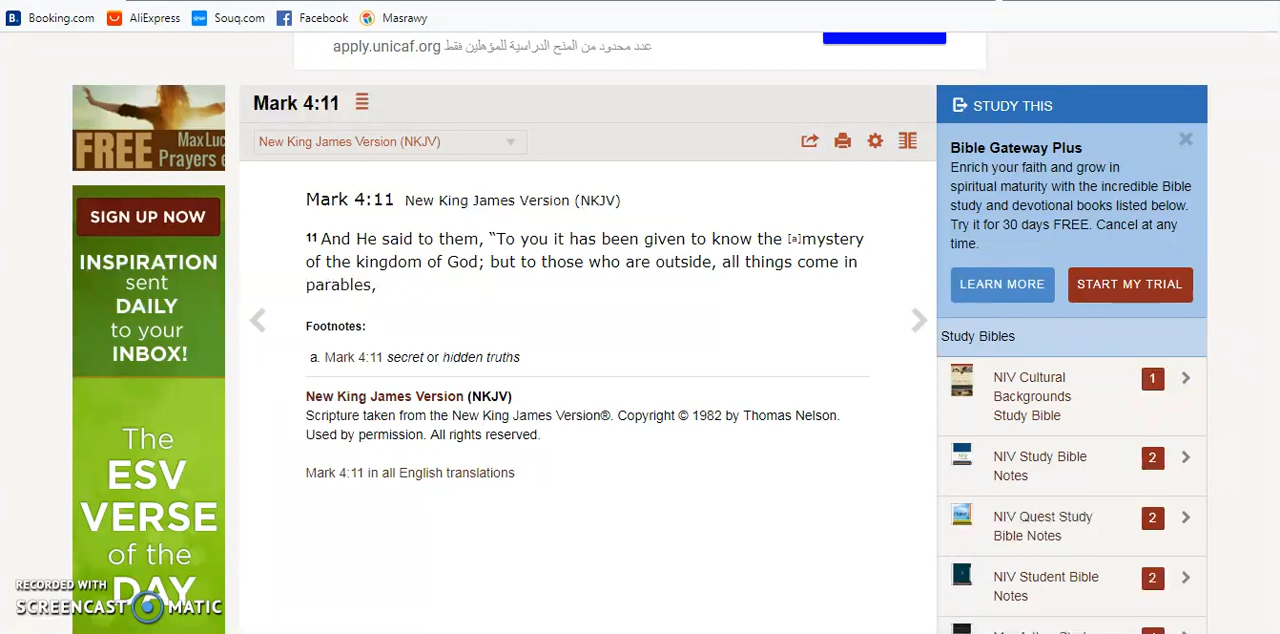 Booking.com AliExpress Souq.com Facebook Masrawy
apply.unicaf.org عدد محدود من المنح الدراسية للمؤهلين فقط
FREE Max Luc
Prayers
SIGN UP NOW
INSPIRATION
sent
DAILY
to your
INBOX!
The
ESV
VERSE
of the
DAY
RECORDED WITH
SCREENCAST MATIC
Mark 4:11
New King James Version (NKJV)
Mark 4:11 New King James Version (NKJV)
11 And He said to them, “To you it has been given to know the [a]mystery
of the kingdom of God; but to those who are outside, all things come in
parables,
Footnotes:
a. Mark 4:11 secret or hidden truths
New King James Version (NKJV)
Scripture taken from the New King James Version®. Copyright © 1982 by Thomas Nelson.
Used by permission. All rights reserved.
Mark 4:11 in all English translations
STUDY THIS
Bible Gateway Plus
Enrich your faith and grow in
spiritual maturity with the incredible Bible
study and devotional books listed below.
Try it for 30 days FREE. Cancel at any
time.
LEARN MORE START MY TRIAL
Study Bibles
NIV Cultural
Backgrounds
Study Bible
1
NIV Study Bible
Notes
2
NIV Quest Study
Bible Notes
2
NIV Student Bible
Notes
2